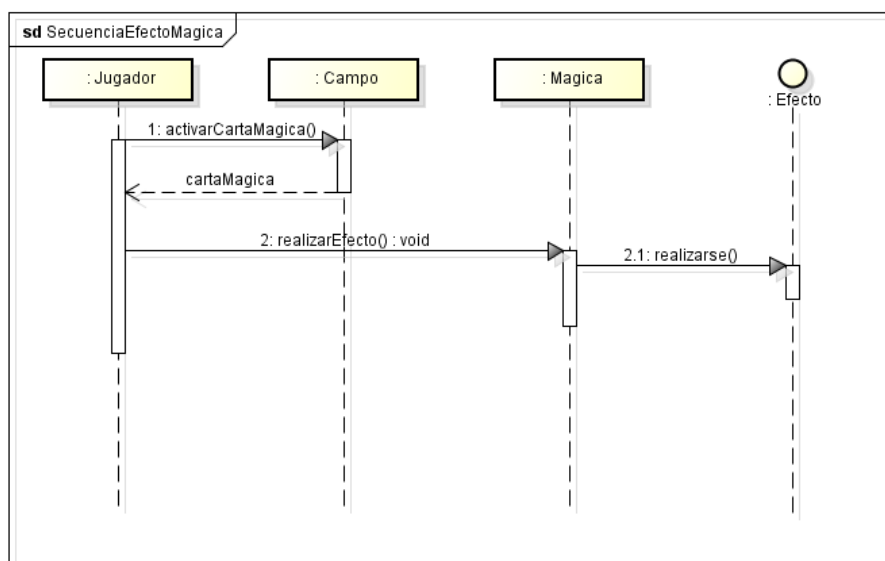 sd SecuenciaEfectoMagica
: Jugador
: Campo
: Magica
: Efecto
1: activarCartaMagica()
cartaMagica
2: realizarEfecto() : void
2.1: realizarse()